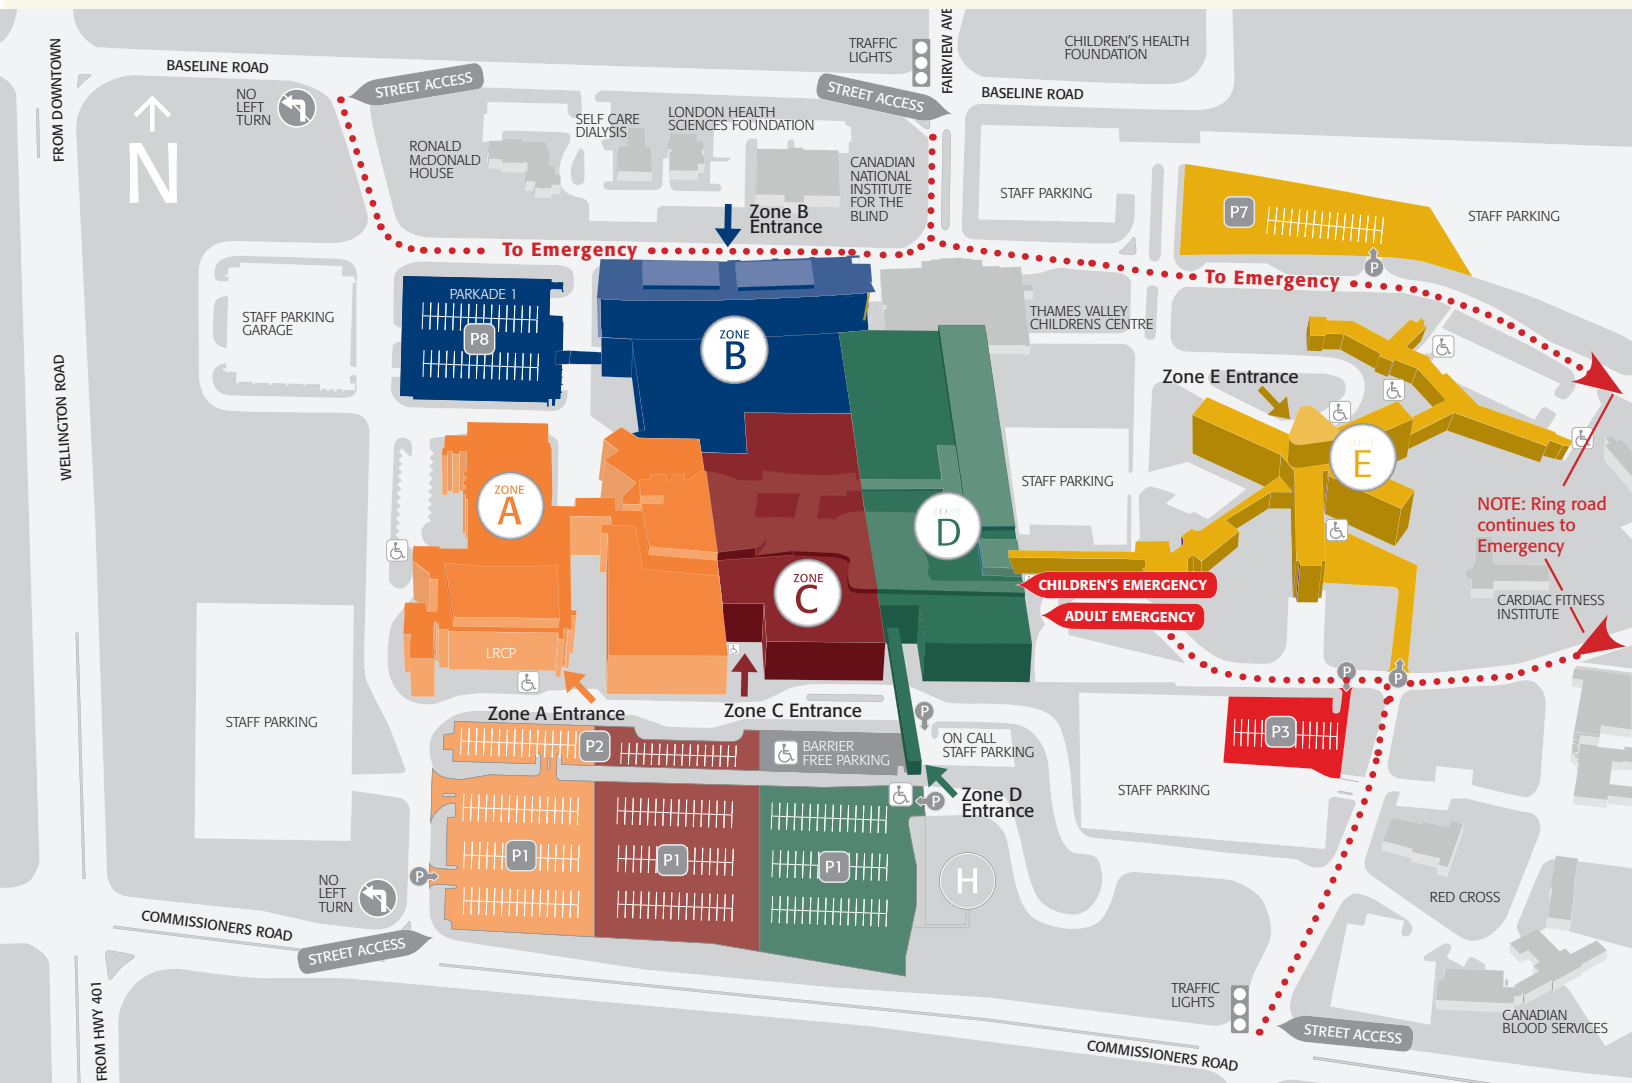 FROM DOWNTOWN
BASELINE ROAD
NO
LEFT
TURN
STREET ACCESS
N
TRAFFIC
LIGHTS
STREET ACCESS
FAIRVIEW AVE
CHILDREN'S HEALTH
FOUNDATION
BASELINE ROAD
RONALD
McDONALD
HOUSE
SELF CARE
DIALYSIS
LONDON HEALTH
SCIENCES FOUNDATION
CANADIAN
NATIONAL
INSTITUTE
FOR THE
BLIND
STAFF PARKING
P7
STAFF PARKING
P
Zone B
Entrance
To Emergency
To Emergency
STAFF PARKING
GARAGE
PARKADE 1
P8
ZONE
B
THAMES VALLEY
CHILDRENS CENTRE
Zone E Entrance
ZONE
E
WELLINGTON ROAD
ZONE
A
STAFF PARKING
ZONE
D
NOTE: Ring road
continues to
Emergency
ZONE
C
CHILDREN'S EMERGENCY
ADULT EMERGENCY
CARDIAC FITNESS
INSTITUTE
LRCP
Zone A Entrance
Zone C Entrance
P
P
P
STAFF PARKING
P2
BARRIER
FREE PARKING
ON CALL
STAFF PARKING
P3
STAFF PARKING
Zone D
Entrance
P
P1
P1
P1
P
H
NO
LEFT
TURN
RED CROSS
COMMISSIONERS ROAD
STREET ACCESS
FROM HWY 401
TRAFFIC
LIGHTS
STREET ACCESS
CANADIAN
BLOOD SERVICES
COMMISSIONERS ROAD